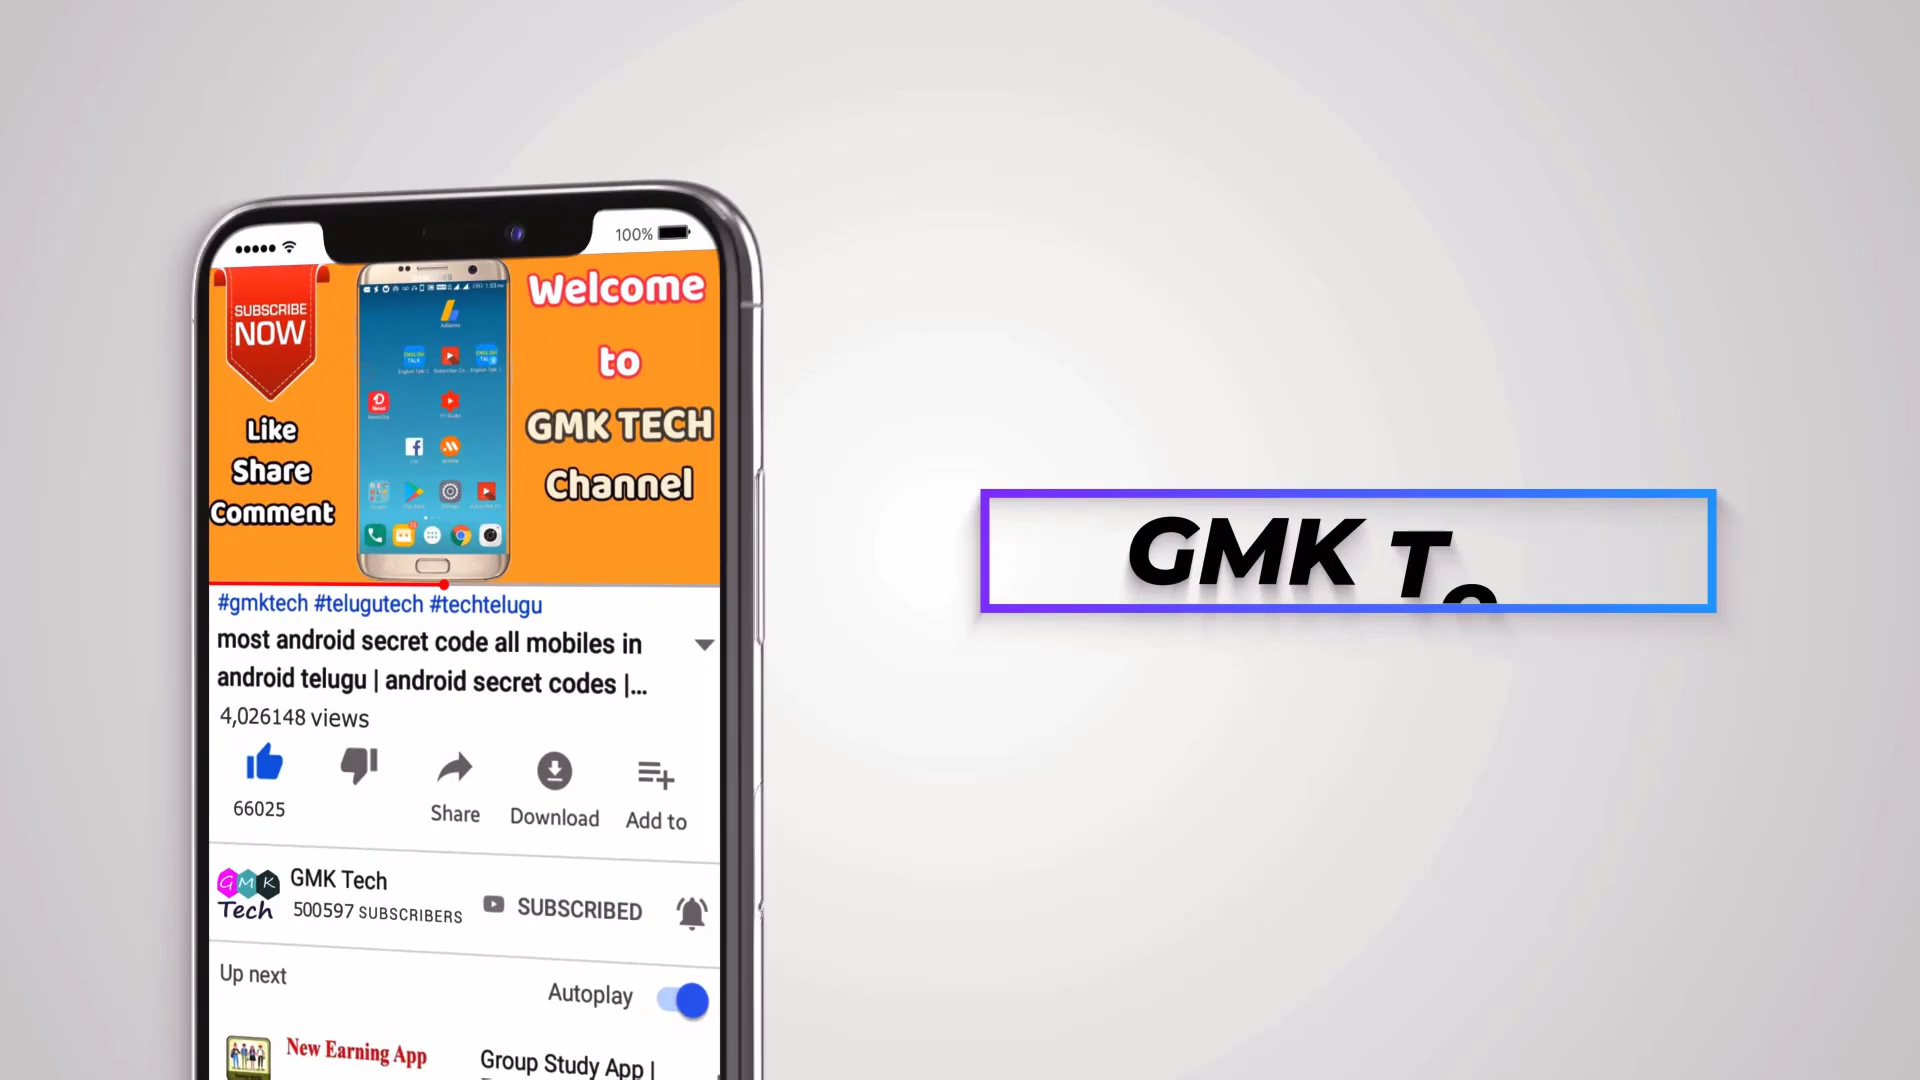 100%
SUBSCRIBE
NOW
Like
Share
Comment
Welcome
to
GMK TECH
Channel
#gmktech #telugutech #techtelugu
most android secret code all mobiles in
android telugu | android secret codes |...
4,026148 views
66025
Share
Download
Add to
GMK
Tech
GMK Tech
500597 SUBSCRIBERS
SUBSCRIBED
Up next
Autoplay
New Earning App
Group Study App |
GMK T